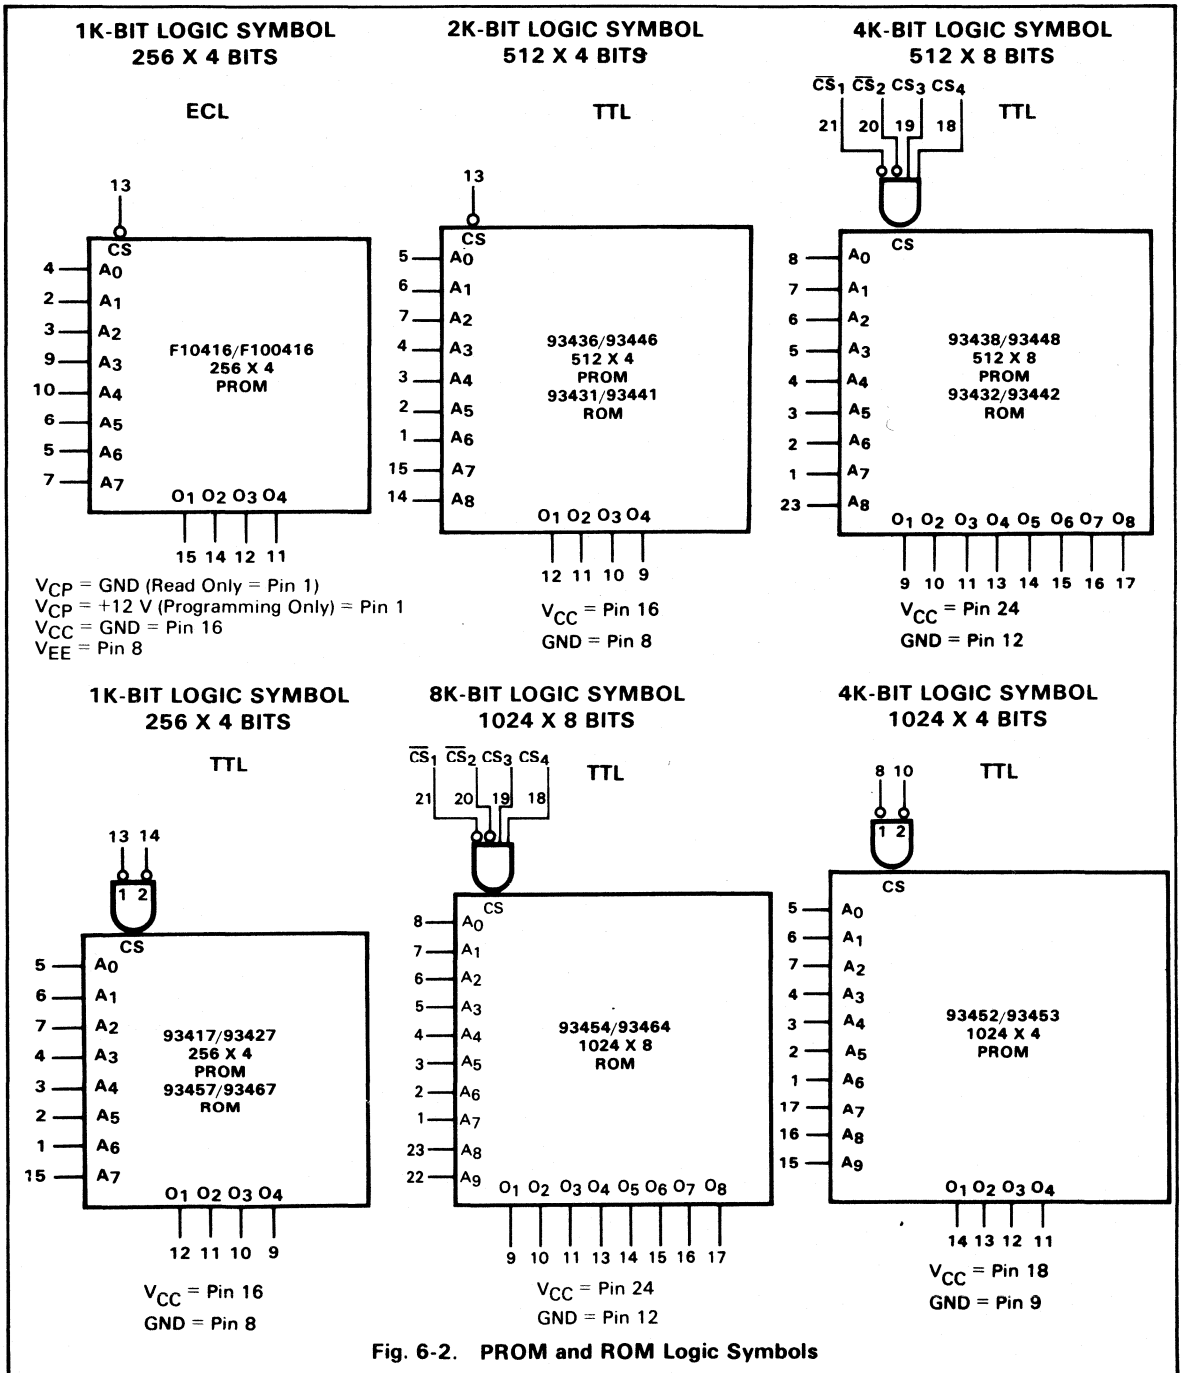 1K-BIT LOGIC SYMBOL
256 X 4 BITS
ECL
13
CS
4 A0
2 A1
3 A2
9 A3
10 A4
6 A5
5 A6
7 A7
F10416/F100416
256 X 4
PROM
O1 O2 O3 O4
15 14 12 11
VCP = GND (Read Only = Pin 1)
VCP = +12 V (Programming Only) = Pin 1
VCC = GND = Pin 16
VEE = Pin 8
2K-BIT LOGIC SYMBOL
512 X 4 BITS
TTL
13
CS
5 A0
6 A1
7 A2
4 A3
3 A4
2 A5
1 A6
15 A7
14 A8
93436/93446
512 X 4
PROM
93431/93441
ROM
O1 O2 O3 O4
12 11 10 9
VCC = Pin 16
GND = Pin 8
4K-BIT LOGIC SYMBOL
512 X 8 BITS
C̅S̅1 C̅S̅2 CS3 CS4
TTL
21 20 19 18
CS
8 A0
7 A1
6 A2
5 A3
4 A4
3 A5
2 A6
1 A7
23 A8
93438/93448
512 X 8
PROM
93432/93442
ROM
O1 O2 O3 O4 O5 O6 O7 O8
9 10 11 13 14 15 16 17
VCC = Pin 24
GND = Pin 12
1K-BIT LOGIC SYMBOL
256 X 4 BITS
TTL
13 14
1 2
CS
5 A0
6 A1
7 A2
4 A3
3 A4
2 A5
1 A6
15 A7
93417/93427
256 X 4
PROM
93457/93467
ROM
O1 O2 O3 O4
12 11 10 9
VCC = Pin 16
GND = Pin 8
8K-BIT LOGIC SYMBOL
1024 X 8 BITS
C̅S̅1 C̅S̅2 CS3 CS4
TTL
21 20 19 18
CS
8 A0
7 A1
6 A2
5 A3
4 A4
3 A5
2 A6
1 A7
23 A8
22 A9
93454/93464
1024 X 8
ROM
O1 O2 O3 O4 O5 O6 O7 O8
9 10 11 13 14 15 16 17
VCC = Pin 24
GND = Pin 12
4K-BIT LOGIC SYMBOL
1024 X 4 BITS
TTL
8 10
1 2
CS
5 A0
6 A1
7 A2
4 A3
3 A4
2 A5
1 A6
17 A7
16 A8
15 A9
93452/93453
1024 X 4
PROM
O1 O2 O3 O4
14 13 12 11
VCC = Pin 18
GND = Pin 9
Fig. 6-2. PROM and ROM Logic Symbols